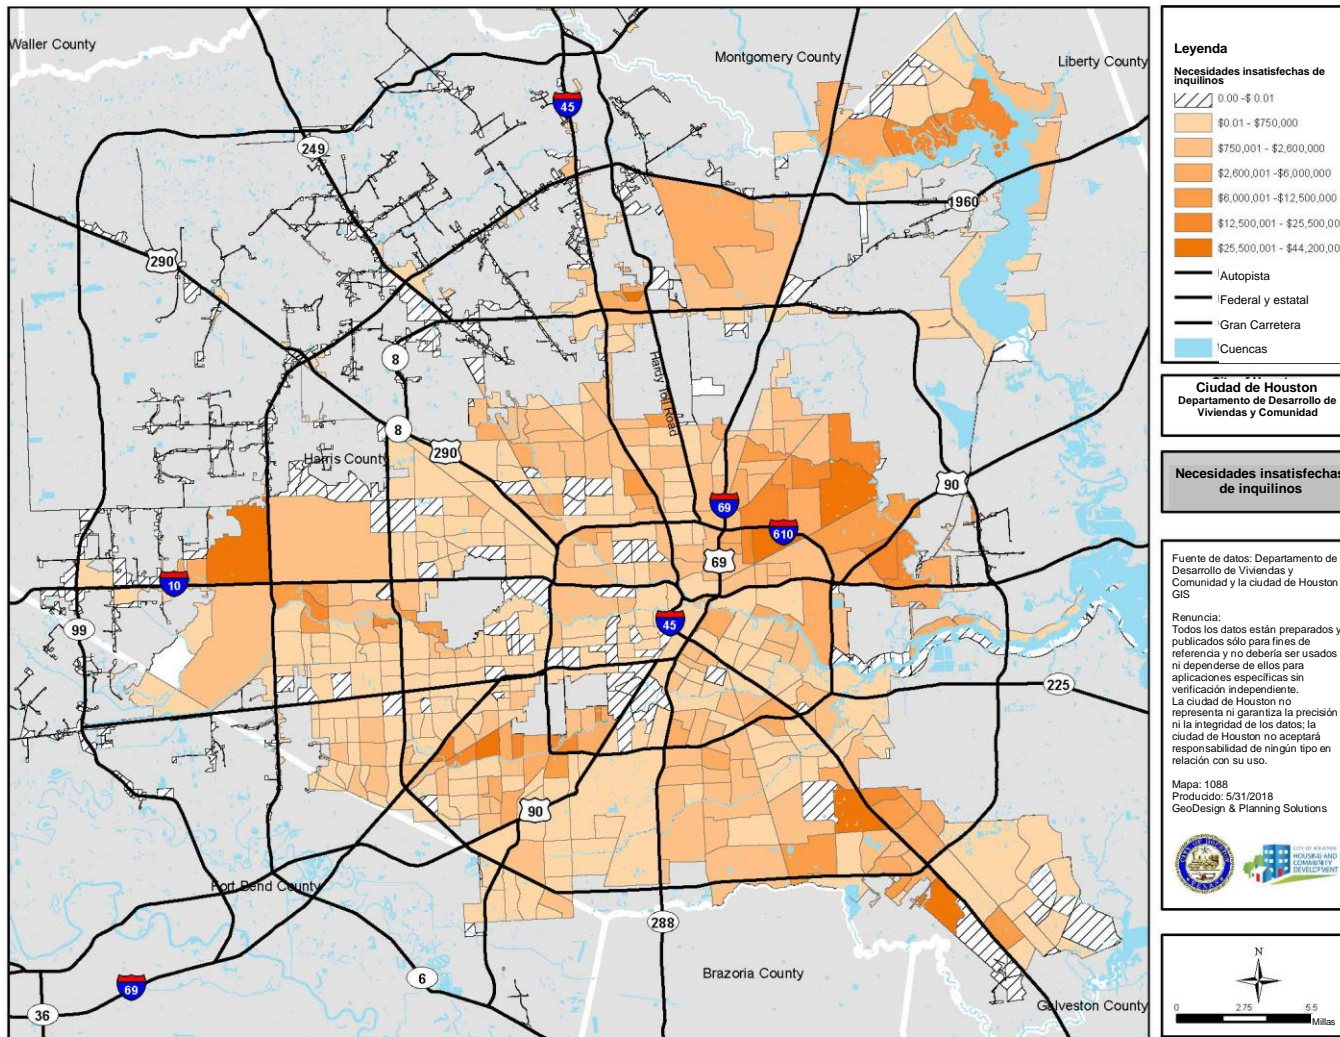 Waller County
Montgomery County
Liberty County
45
249
1960
290
8
Hardy Toll Road
8
290
Harris County
90
69
610
69
10
45
99
225
90
Fort Bend County
288
6
Brazoria County
69
36
Galveston County
Leyenda
Necesidades insatisfechas de
inquilinos
0.00 -$ 0.01
$0.01 - $750,000
$750,001 - $2,600,000
$2,600,001 -$6,000,000
$6,000,001 -$12,500,000
$12,500,001 - $25,500,00
$25,500,001 - $44,200,00
Autopista
Federal y estatal
Gran Carretera
Cuencas
Ciudad de Houston
Departamento de Desarrollo de
Viviendas y Comunidad
Necesidades insatisfechas
de inquilinos
Fuente de datos: Departamento de
Desarrollo de Viviendas y
Comunidad y la ciudad de Houston
GIS
Renuncia:
Todos los datos están preparados y
publicados sólo para fines de
referencia y no debería ser usados
ni dependerse de ellos para
aplicaciones específicas sin
verificación independiente.
La ciudad de Houston no
representa ni garantiza la precisión
ni la integridad de los datos; la
ciudad de Houston no aceptará
responsabilidad de ningún tipo en
relación con su uso.
Mapa: 1088
Producido: 5/31/2018
GeoDesign & Planning Solutions
CITY OF HOUSTON
HOUSING AND
COMMUNITY
DEVELOPMENT
N
0 2.75 5.5
Millas